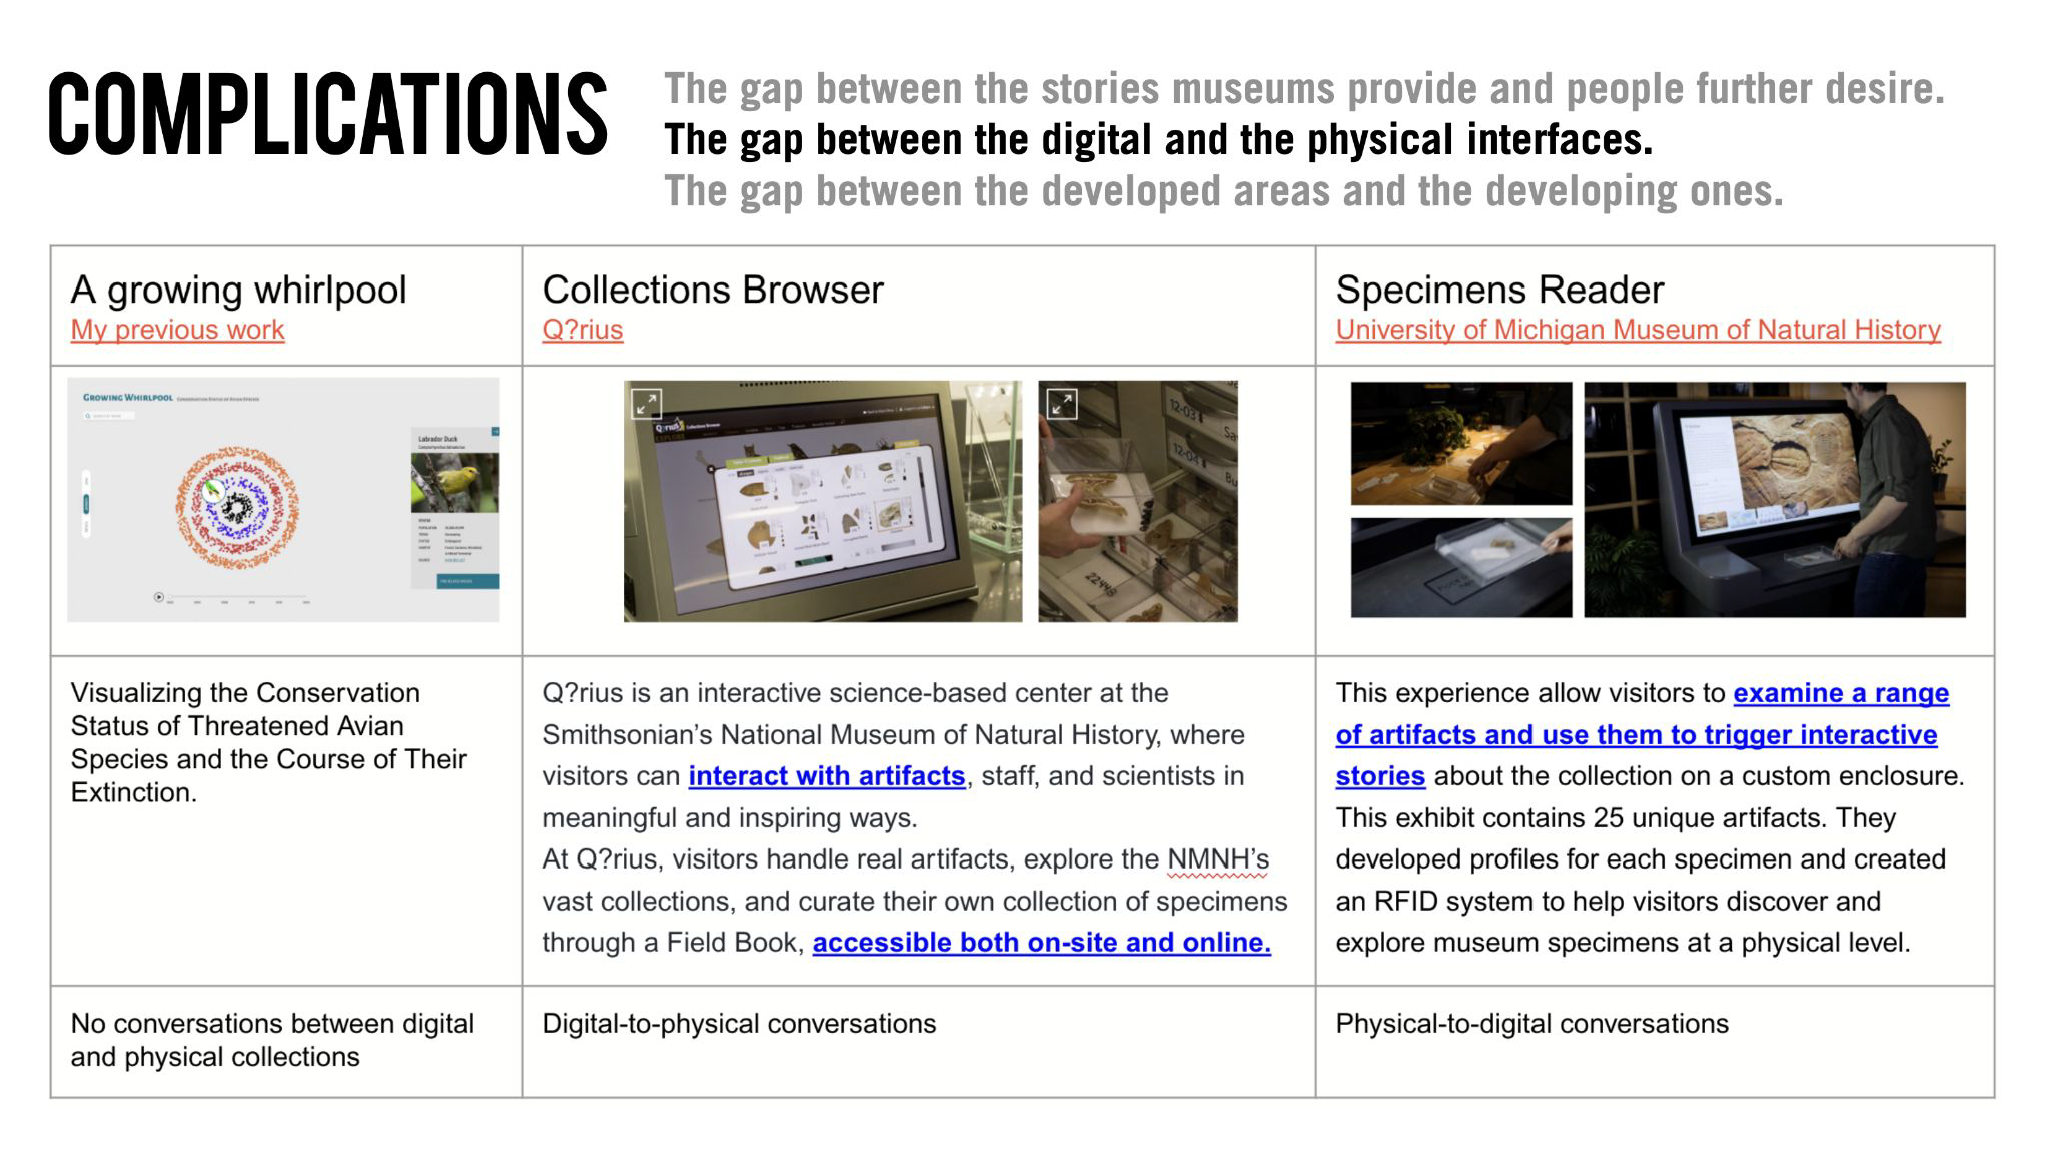 COMPLICATIONS
The gap between the stories museums provide and people further desire.
The gap between the digital and the physical interfaces.
The gap between the developed areas and the developing ones.
A growing whirlpool
My previous work
Collections Browser
Q?rius
Specimens Reader
University of Michigan Museum of Natural History
GROWING WHIRLPOOL
Labrador Duck
Q?rius Collections Browser
EXPLORE
12-03
12-04
2248
Visualizing the Conservation
Status of Threatened Avian
Species and the Course of Their
Extinction.
Q?rius is an interactive science-based center at the
Smithsonian’s National Museum of Natural History, where
visitors can interact with artifacts, staff, and scientists in
meaningful and inspiring ways.
At Q?rius, visitors handle real artifacts, explore the NMNH’s
vast collections, and curate their own collection of specimens
through a Field Book, accessible both on-site and online.
This experience allow visitors to examine a range
of artifacts and use them to trigger interactive
stories about the collection on a custom enclosure.
This exhibit contains 25 unique artifacts. They
developed profiles for each specimen and created
an RFID system to help visitors discover and
explore museum specimens at a physical level.
No conversations between digital
and physical collections
Digital-to-physical conversations
Physical-to-digital conversations